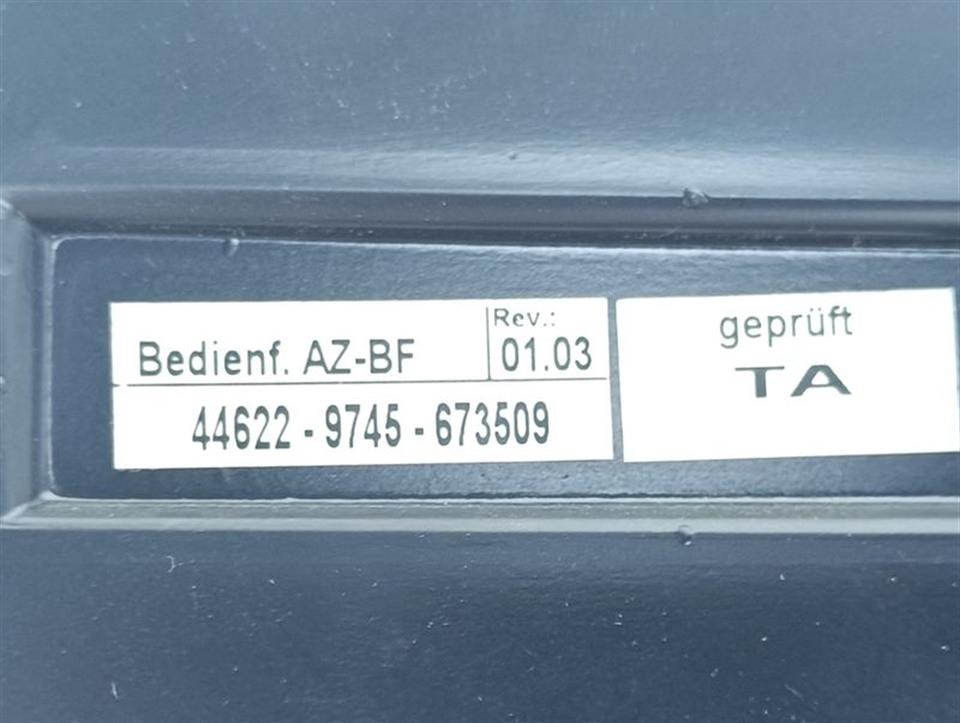 Bedienf. AZ-BF
Rev.:
01.03
44622 - 9745 - 673509
geprüft
TA